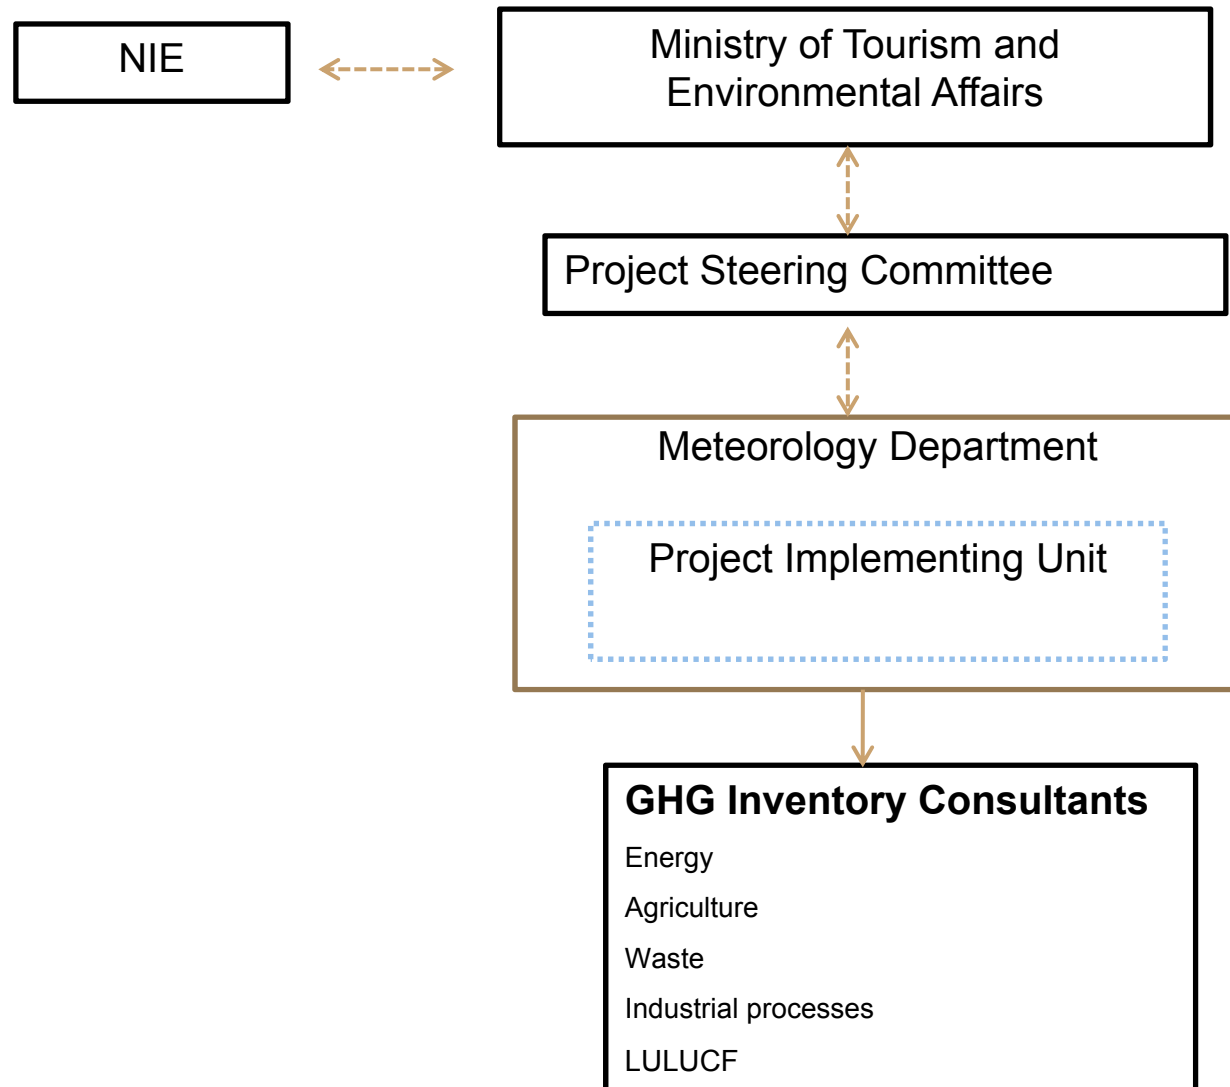 NIE
Ministry of Tourism and
Environmental Affairs
Project Steering Committee
Meteorology Department
Project Implementing Unit
GHG Inventory Consultants
Energy
Agriculture
Waste
Industrial processes
LULUCF